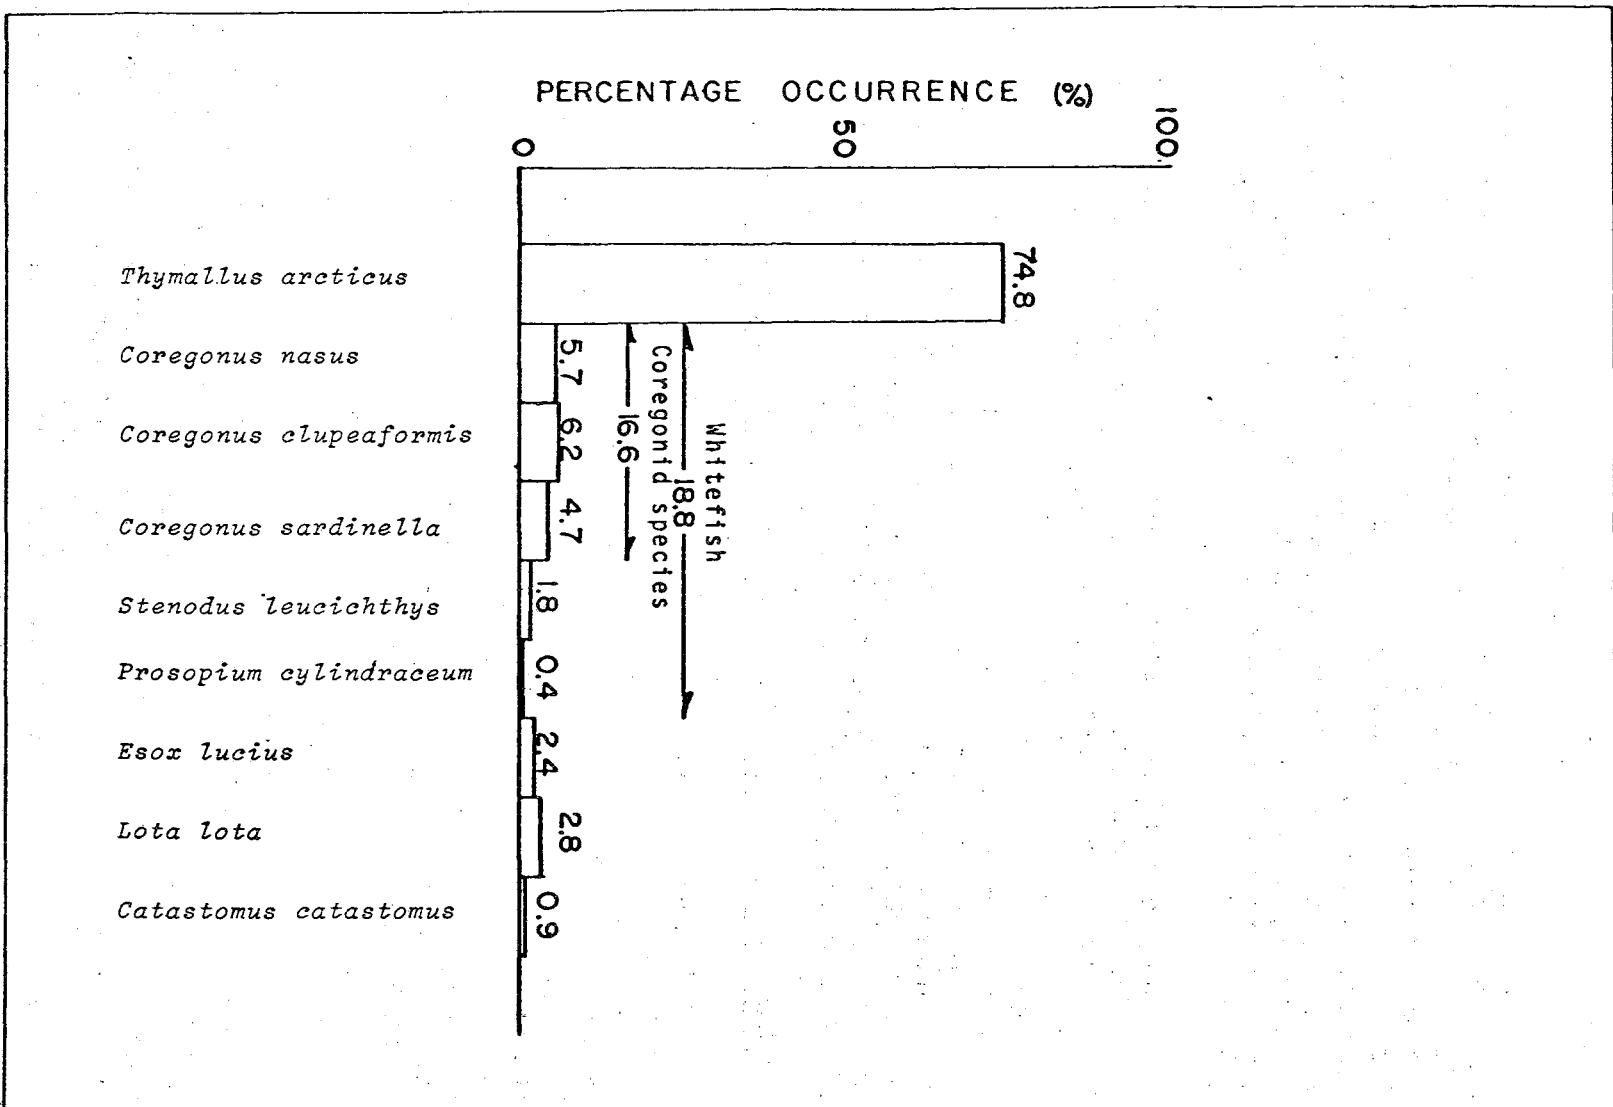 PERCENTAGE OCCURRENCE (%)
0
50
100
Thymallus arcticus
74.8
Coregonus nasus
5.7
Coregonus clupeaformis
6.2
Coregonus sardinella
4.7
Stenodus leucichthys
1.8
Prosopium cylindraceum
0.4
Esox lucius
2.4
Lota lota
2.8
Catastomus catastomus
0.9
16.6
Coregonid species
18.8
Whitefish